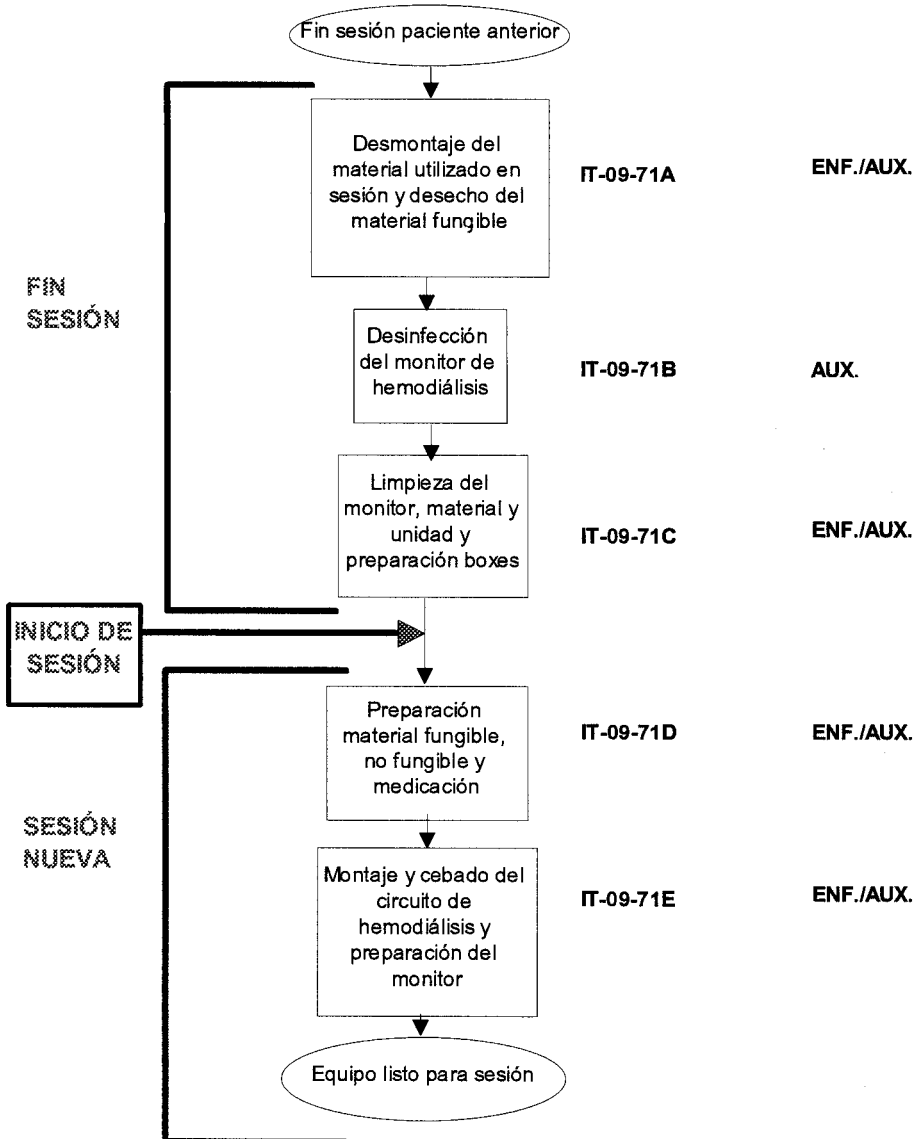 Fin sesión paciente anterior
Desmontaje del
material utilizado en
sesión y desecho del
material fungible
IT-09-71A
ENF./AUX.
FIN
SESIÓN
Desinfección
del monitor de
hemodiálisis
IT-09-71B
AUX.
Limpieza del
monitor, material y
unidad y
preparación boxes
IT-09-71C
ENF./AUX.
INICIO DE
SESIÓN
Preparación
material fungible,
no fungible y
medicación
IT-09-71D
ENF./AUX.
SESIÓN
NUEVA
Montaje y cebado del
circuito de
hemodiálisis y
preparación del
monitor
IT-09-71E
ENF./AUX.
Equipo listo para sesión